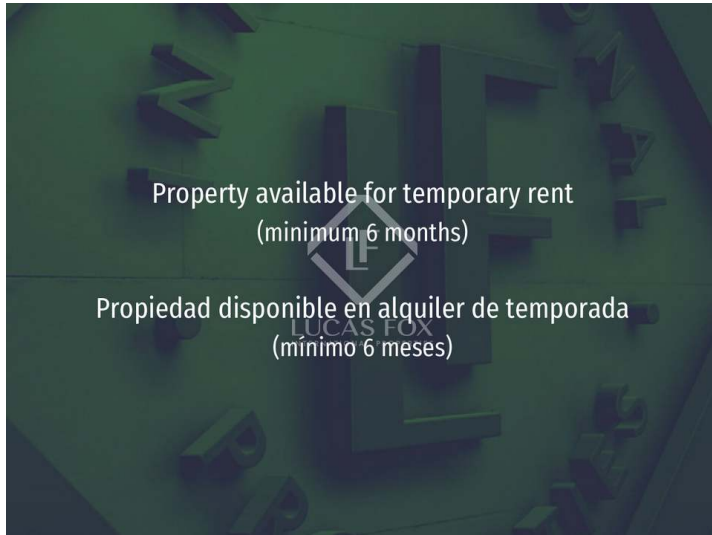 Property available for temporary rent
(minimum 6 months)
LF
Propiedad disponible en alquiler de temporada
LUCAS FOX
(mínimo 6 meses)